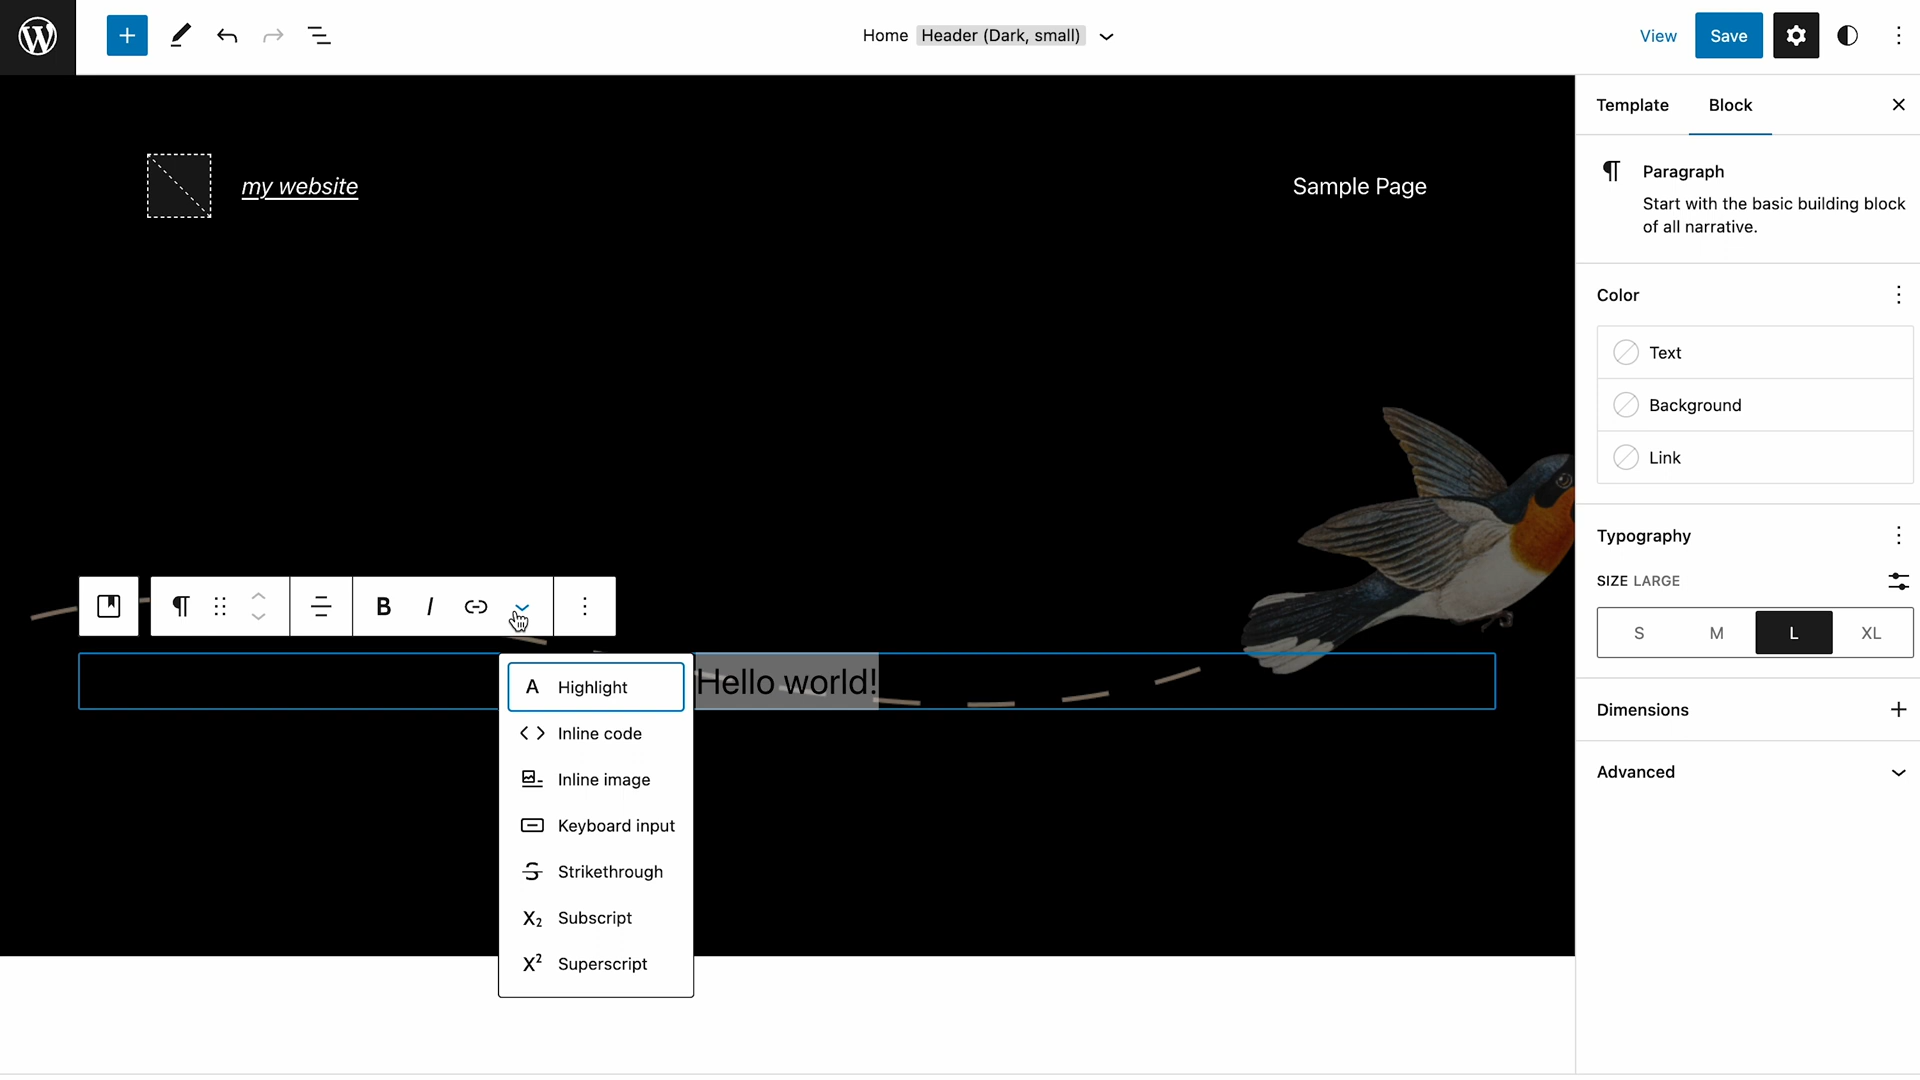 Home Header (Dark, small)
View Save
Template Block
my website
Sample Page
Paragraph
Start with the basic building block
of all narrative.
Color
Text
Background
Link
Typography
SIZE LARGE
S M L XL
Dimensions
Advanced
B I
Hello world!
A Highlight
Inline code
Inline image
Keyboard input
S Strikethrough
X2 Subscript
X2 Superscript